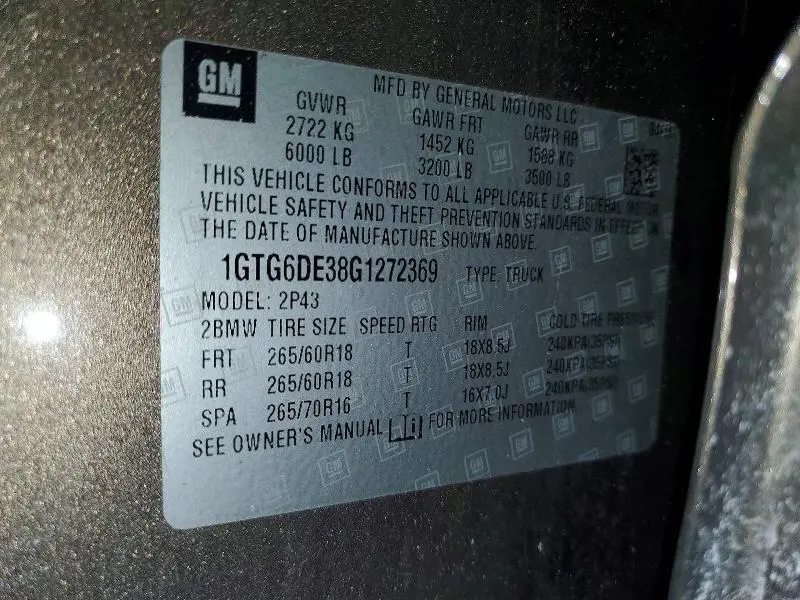 GM
MFD BY GENERAL MOTORS LLC
GVWR GAWR FRT GAWR RR
2722 KG 1452 KG 1588 KG
6000 LB 3200 LB 3500 LB
THIS VEHICLE CONFORMS TO ALL APPLICABLE U.S. FEDERAL MOTOR
VEHICLE SAFETY AND THEFT PREVENTION STANDARDS IN EFFECT ON
THE DATE OF MANUFACTURE SHOWN ABOVE.
1GTG6DE38G1272369 TYPE: TRUCK
MODEL: 2P43
2BMW TIRE SIZE SPEED RTG RIM COLD TIRE PRESSURE
FRT 265/60R18 T 18X8.5J 240KPA(35PSI)
RR 265/60R18 T 18X8.5J 240KPA(35PSI)
SPA 265/70R16 T 16X7.0J 240KPA(35PSI)
SEE OWNER'S MANUAL FOR MORE INFORMATION